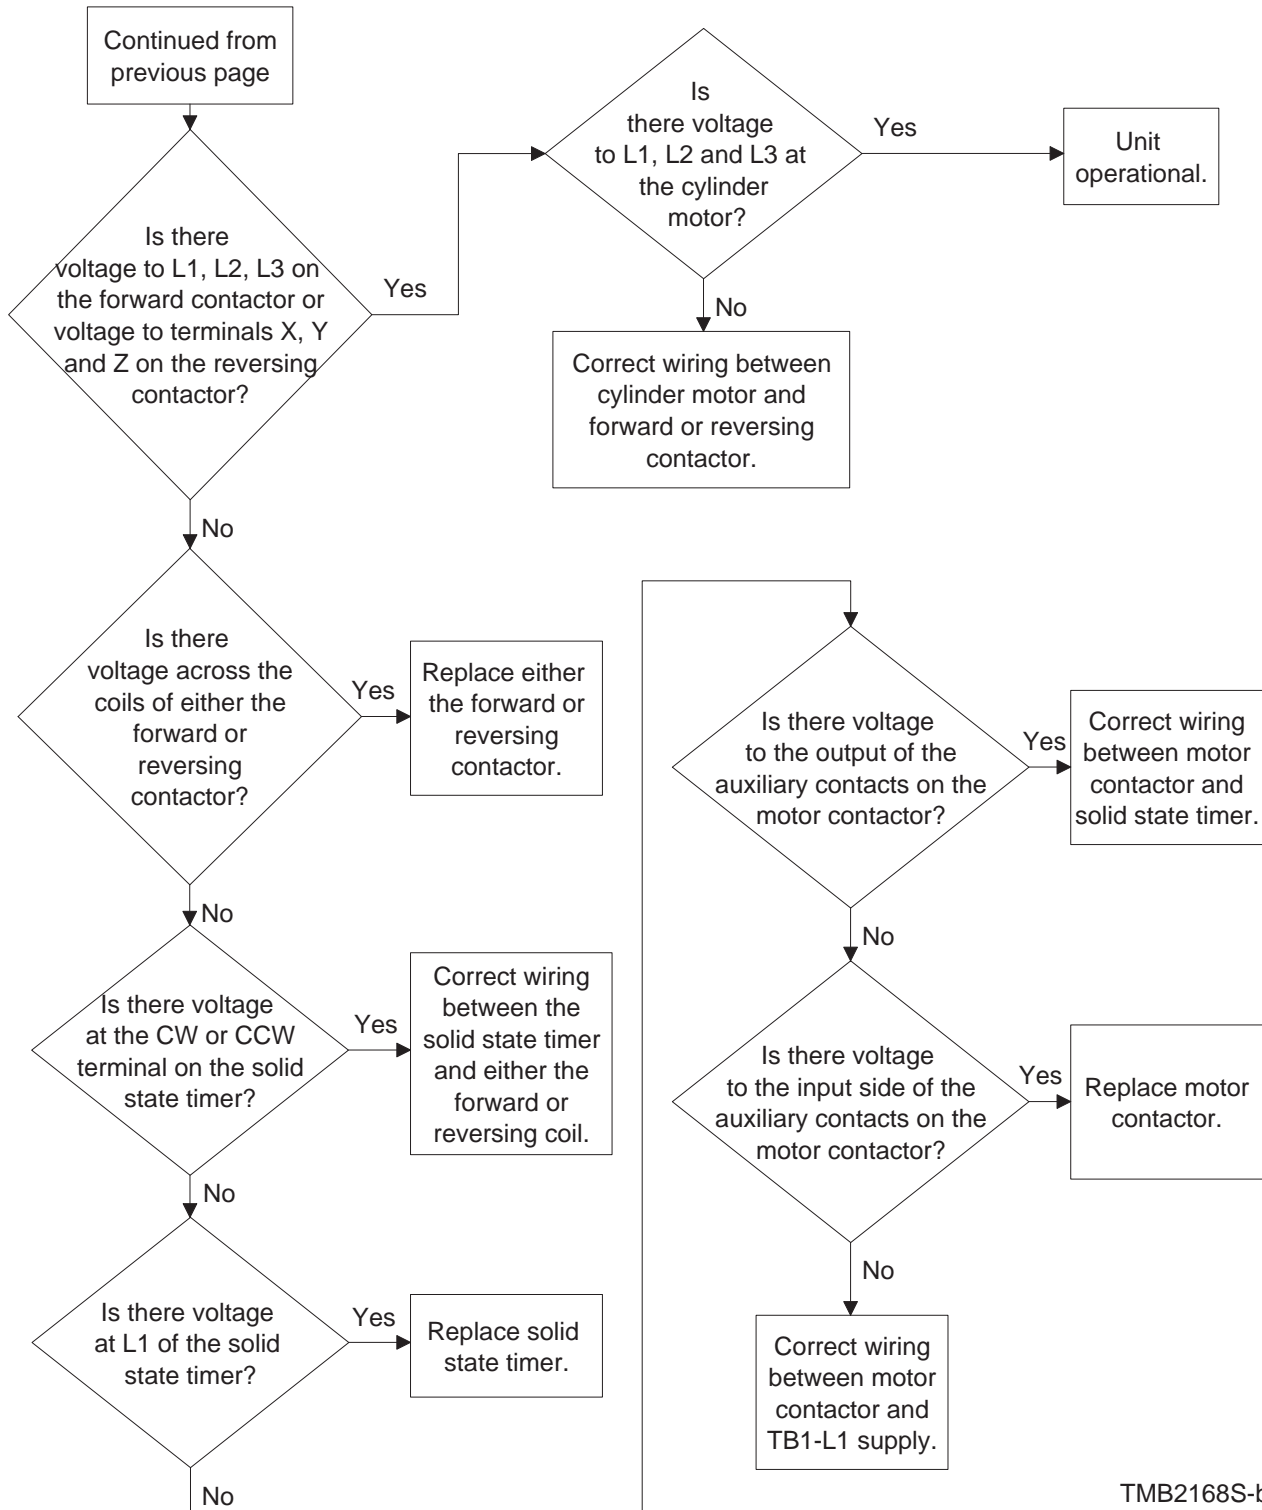 Continued from
previous page
Is there
voltage to L1, L2, L3 on
the forward contactor or
voltage to terminals X, Y
and Z on the reversing
contactor?
Yes
Is
there voltage
to L1, L2 and L3 at
the cylinder
motor?
Yes
Unit
operational.
No
Correct wiring between
cylinder motor and
forward or reversing
contactor.
No
Is there
voltage across the
coils of either the
forward or
reversing
contactor?
Yes
Replace either
the forward or
reversing
contactor.
No
Is there voltage
at the CW or CCW
terminal on the solid
state timer?
Yes
Correct wiring
between the
solid state timer
and either the
forward or
reversing coil.
No
Is there voltage
at L1 of the solid
state timer?
Yes
Replace solid
state timer.
No
Is there voltage
to the output of the
auxiliary contacts on the
motor contactor?
Yes
Correct wiring
between motor
contactor and
solid state timer.
No
Is there voltage
to the input side of the
auxiliary contacts on the
motor contactor?
Yes
Replace motor
contactor.
No
Correct wiring
between motor
contactor and
TB1-L1 supply.
TMB2168S-b